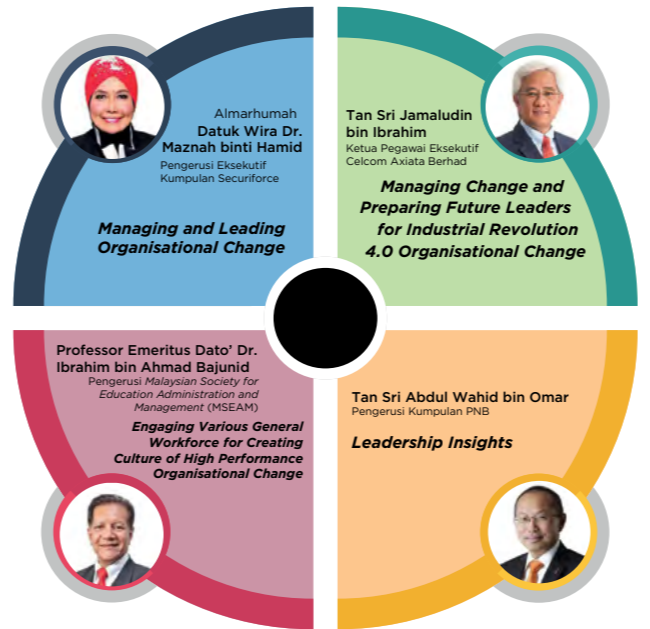 Almarhumah
Datuk Wira Dr.
Maznah binti Hamid
Pengerusi Eksekutif
Kumpulan Securiforce
Managing and Leading
Organisational Change
Tan Sri Jamaludin
bin Ibrahim
Ketua Pegawai Eksekutif
Celcom Axiata Berhad
Managing Change and
Preparing Future Leaders
for Industrial Revolution
4.0 Organisational Change
Professor Emeritus Dato’ Dr.
Ibrahim bin Ahmad Bajunid
Pengerusi Malaysian Society for
Education Administration and
Management (MSEAM)
Engaging Various General
Workforce for Creating
Culture of High Performance
Organisational Change
Tan Sri Abdul Wahid bin Omar
Pengerusi Kumpulan PNB
Leadership Insights